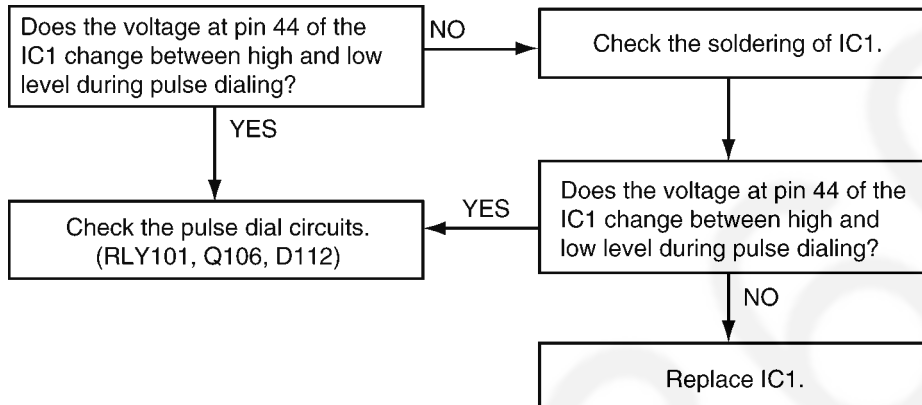 Does the voltage at pin 44 of the
IC1 change between high and low
level during pulse dialing?
NO
Check the soldering of IC1.
YES
Does the voltage at pin 44 of the
IC1 change between high and
low level during pulse dialing?
YES
Check the pulse dial circuits.
(RLY101, Q106, D112)
NO
Replace IC1.